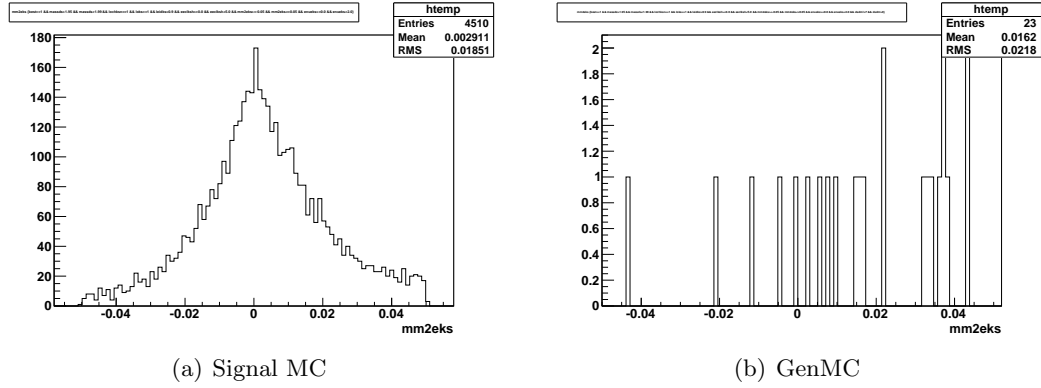 htemp
Entries 4510
Mean 0.002911
RMS 0.01851
180
160
140
120
100
80
60
40
20
0
-0.04 -0.02 0 0.02 0.04
mm2eks
(a) Signal MC
htemp
Entries 23
Mean 0.0162
RMS 0.0218
2
1.8
1.6
1.4
1.2
1
0.8
0.6
0.4
0.2
0
-0.04 -0.02 0 0.02 0.04
mm2eks
(b) GenMC